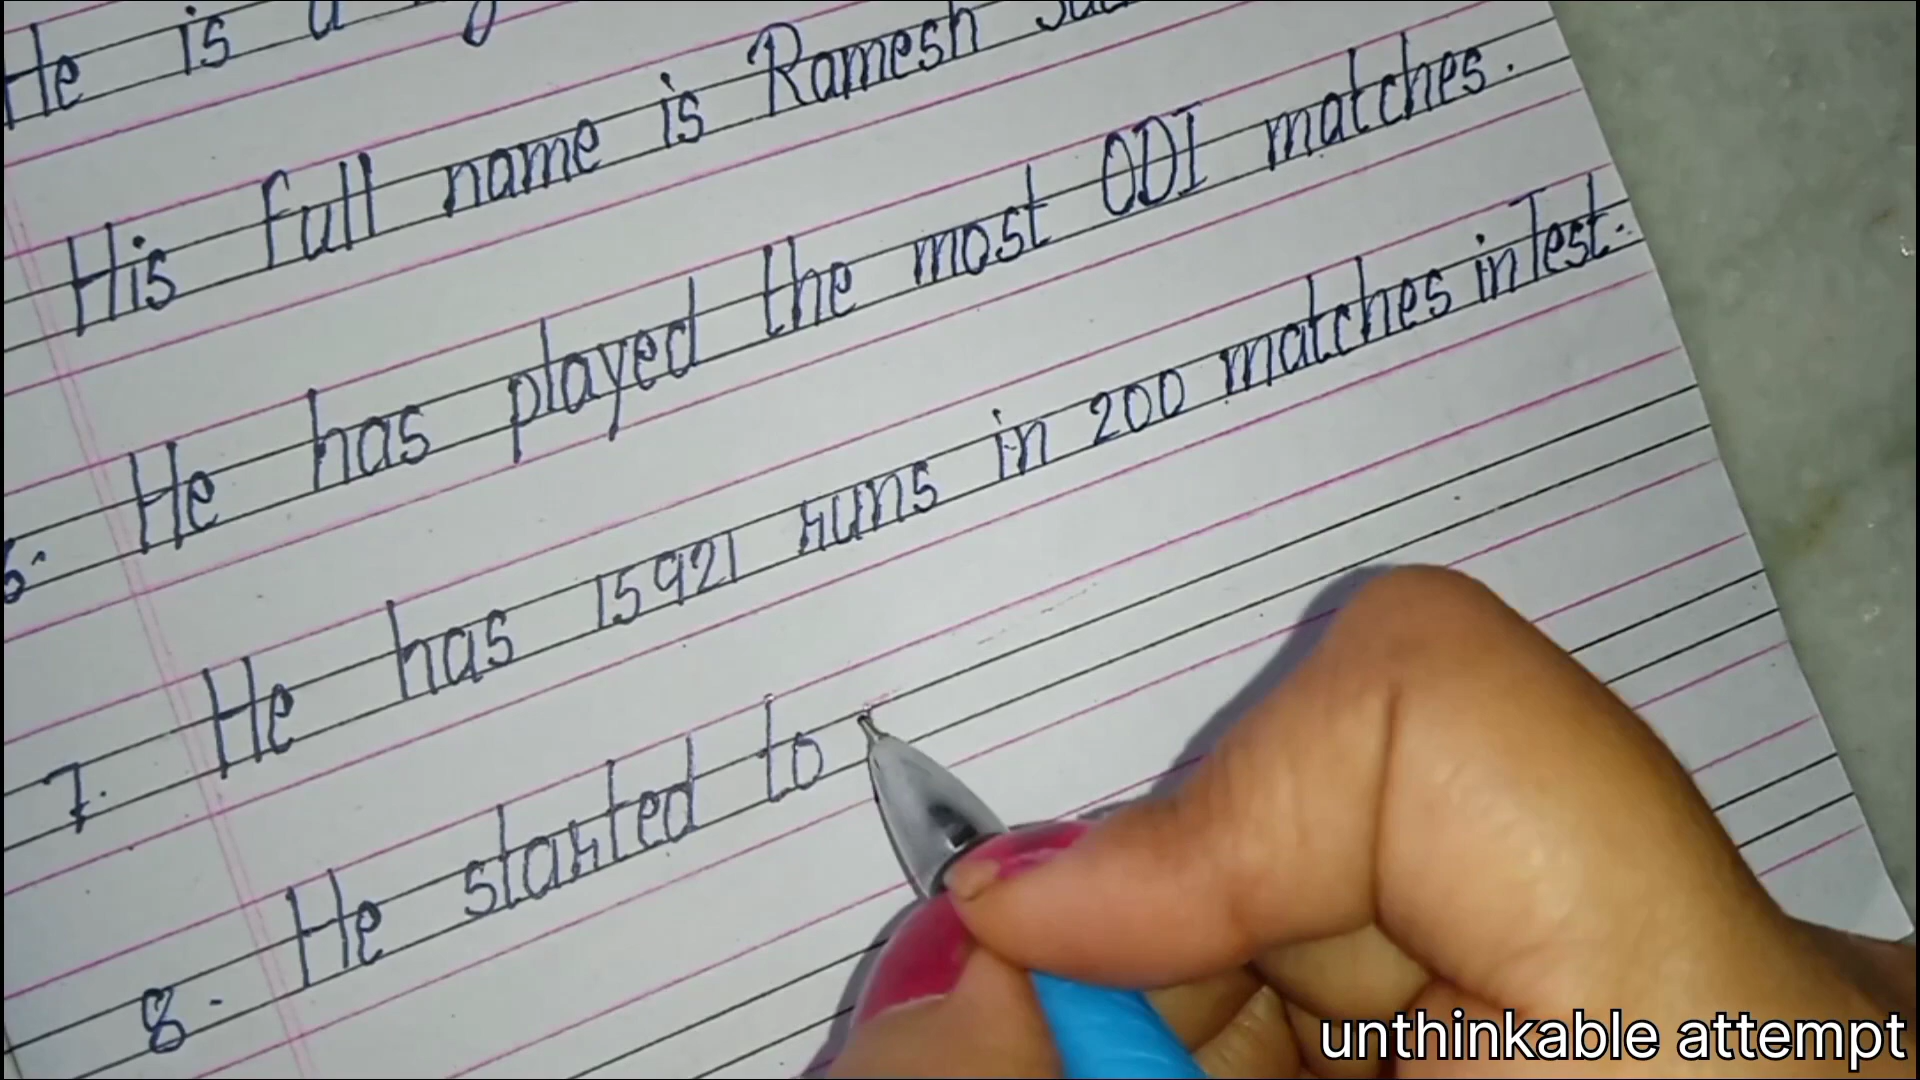 He is a
His full name is Ramesh
6. He has played the most ODI matches.
7. He has 15921 runs in 200 matches in Test.
8. He started to
unthinkable attempt